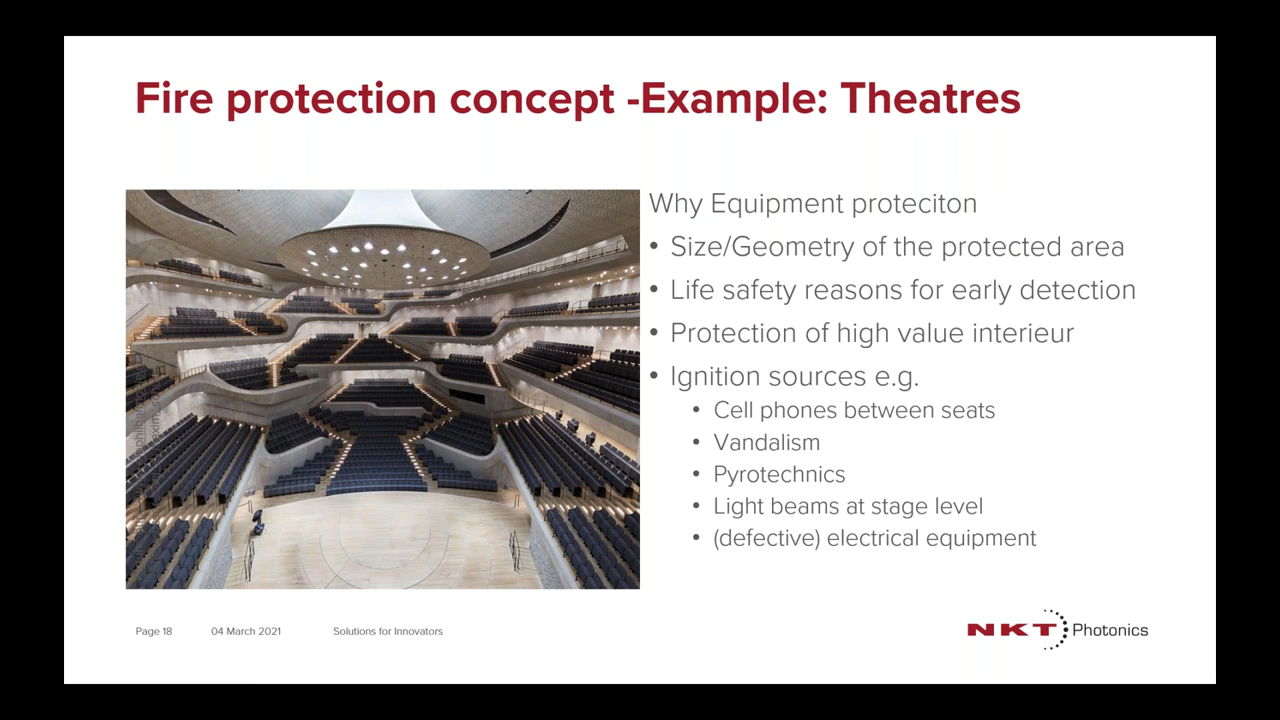 Fire protection concept -Example: Theatres
Why Equipment proteciton
• Size/Geometry of the protected area
• Life safety reasons for early detection
• Protection of high value interieur
• Ignition sources e.g.
• Cell phones between seats
• Vandalism
• Pyrotechnics
• Light beams at stage level
• (defective) electrical equipment
Page 18 04 March 2021 Solutions for Innovators
NKT Photonics